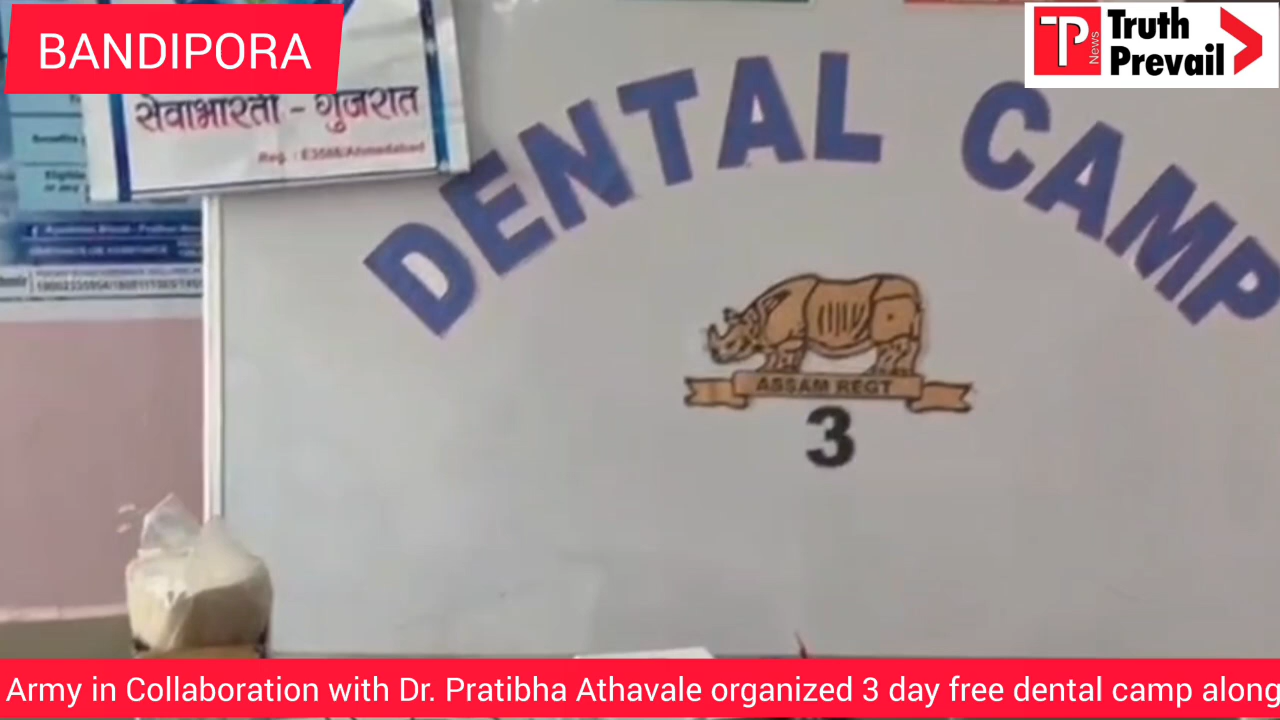 BANDIPORA
TP News
Truth
Prevail
सेवाभारती - गुजरात
Reg. : E3566/Ahmedabad
DENTAL CAMP
ASSAM REGT
3
Army in Collaboration with Dr. Pratibha Athavale organized 3 day free dental camp along